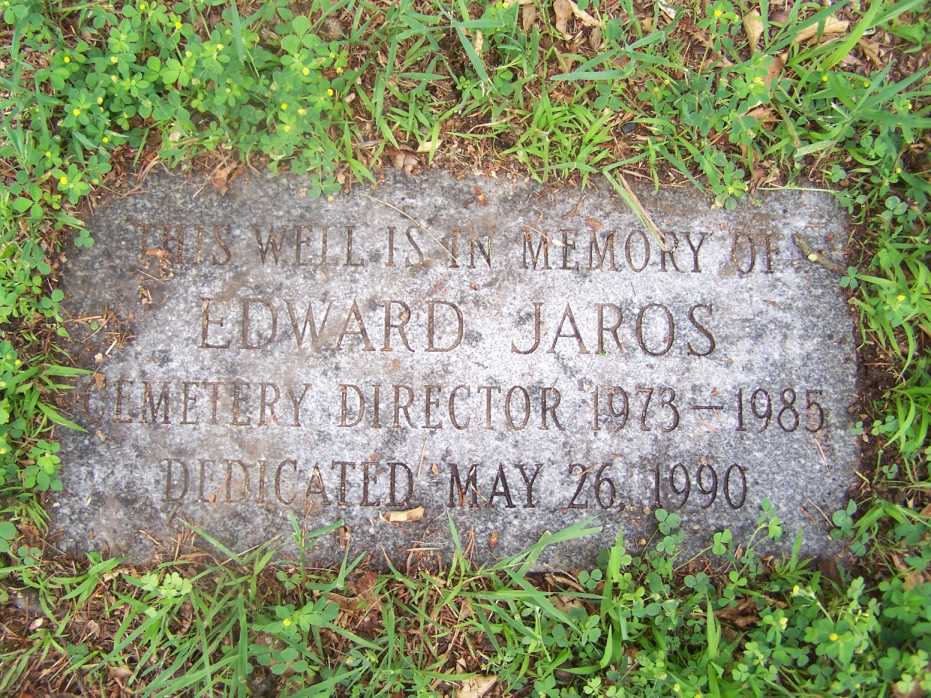 THIS WELL IS IN MEMORY OF
EDWARD JAROS
CEMETERY DIRECTOR 1973-1985
DEDICATED MAY 26, 1990